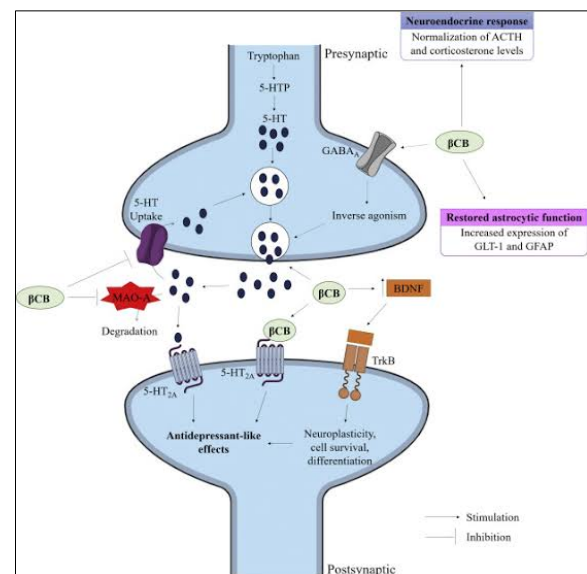 Neuroendocrine response
Normalization of ACTH
and corticosterone levels
Presynaptic
Tryptophan
5-HTP
5-HT
GABAA
βCB
5-HT
Uptake
Inverse agonism
Restored astrocytic function
Increased expression of
GLT-1 and GFAP
βCB
MAO-A
βCB
BDNF
Degradation
βCB
TrkB
5-HT2A
5-HT2A
Antidepressant-like
effects
Neuroplasticity,
cell survival,
differentiation
Stimulation
Inhibition
Postsynaptic